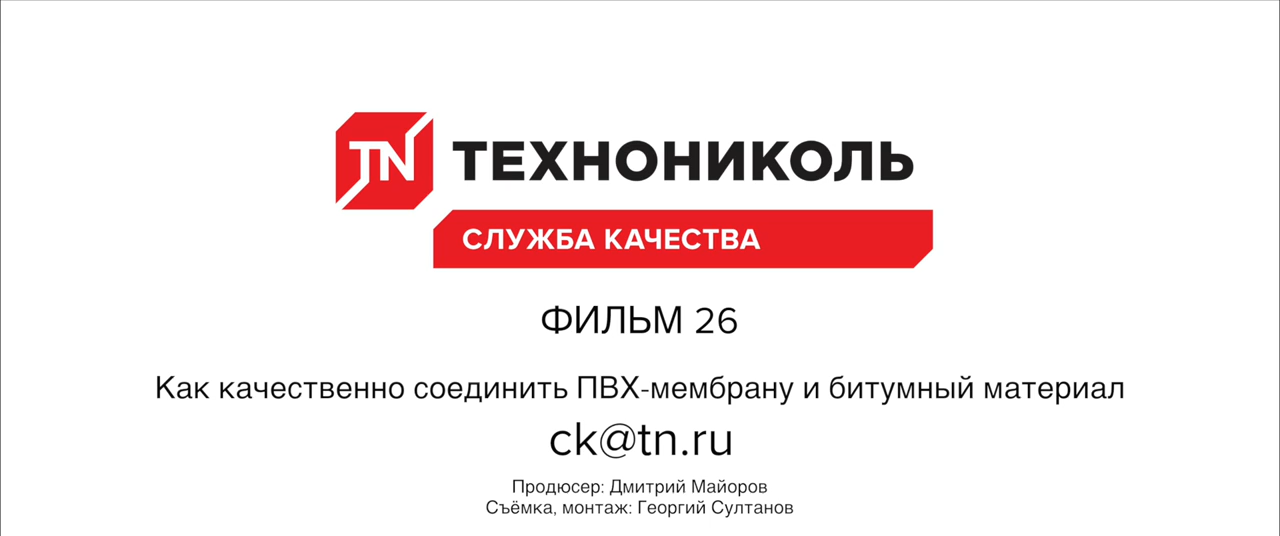 TN ТЕХНОНИКОЛЬ
СЛУЖБА КАЧЕСТВА
ФИЛЬМ 26
Как качественно соединить ПВХ-мембрану и битумный материал
ck@tn.ru
Продюсер: Дмитрий Майоров
Съёмка, монтаж: Георгий Султанов